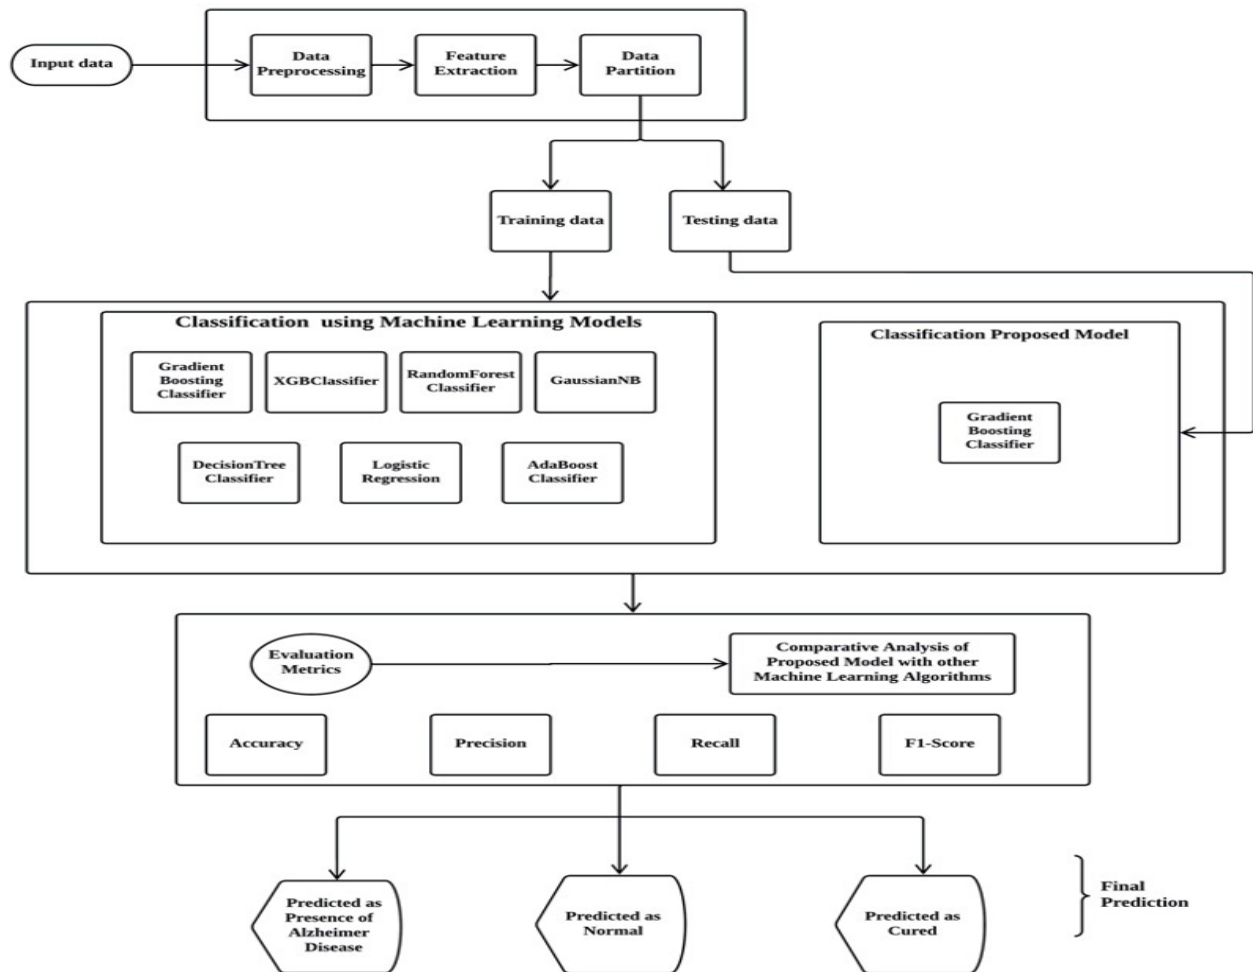 Input data
Data
Preprocessing
Feature
Extraction
Data
Partition
Training data
Testing data
Classification using Machine Learning Models
Gradient
Boosting
Classifier
XGBClassifier
RandomForest
Classifier
GaussianNB
DecisionTree
Classifier
Logistic
Regression
AdaBoost
Classifier
Classification Proposed Model
Gradient
Boosting
Classifier
Evaluation
Metrics
Comparative Analysis of
Proposed Model with other
Machine Learning Algorithms
Accuracy
Precision
Recall
F1-Score
Predicted as
Presence of
Alzheimer
Disease
Predicted as
Normal
Predicted as
Cured
Final
Prediction